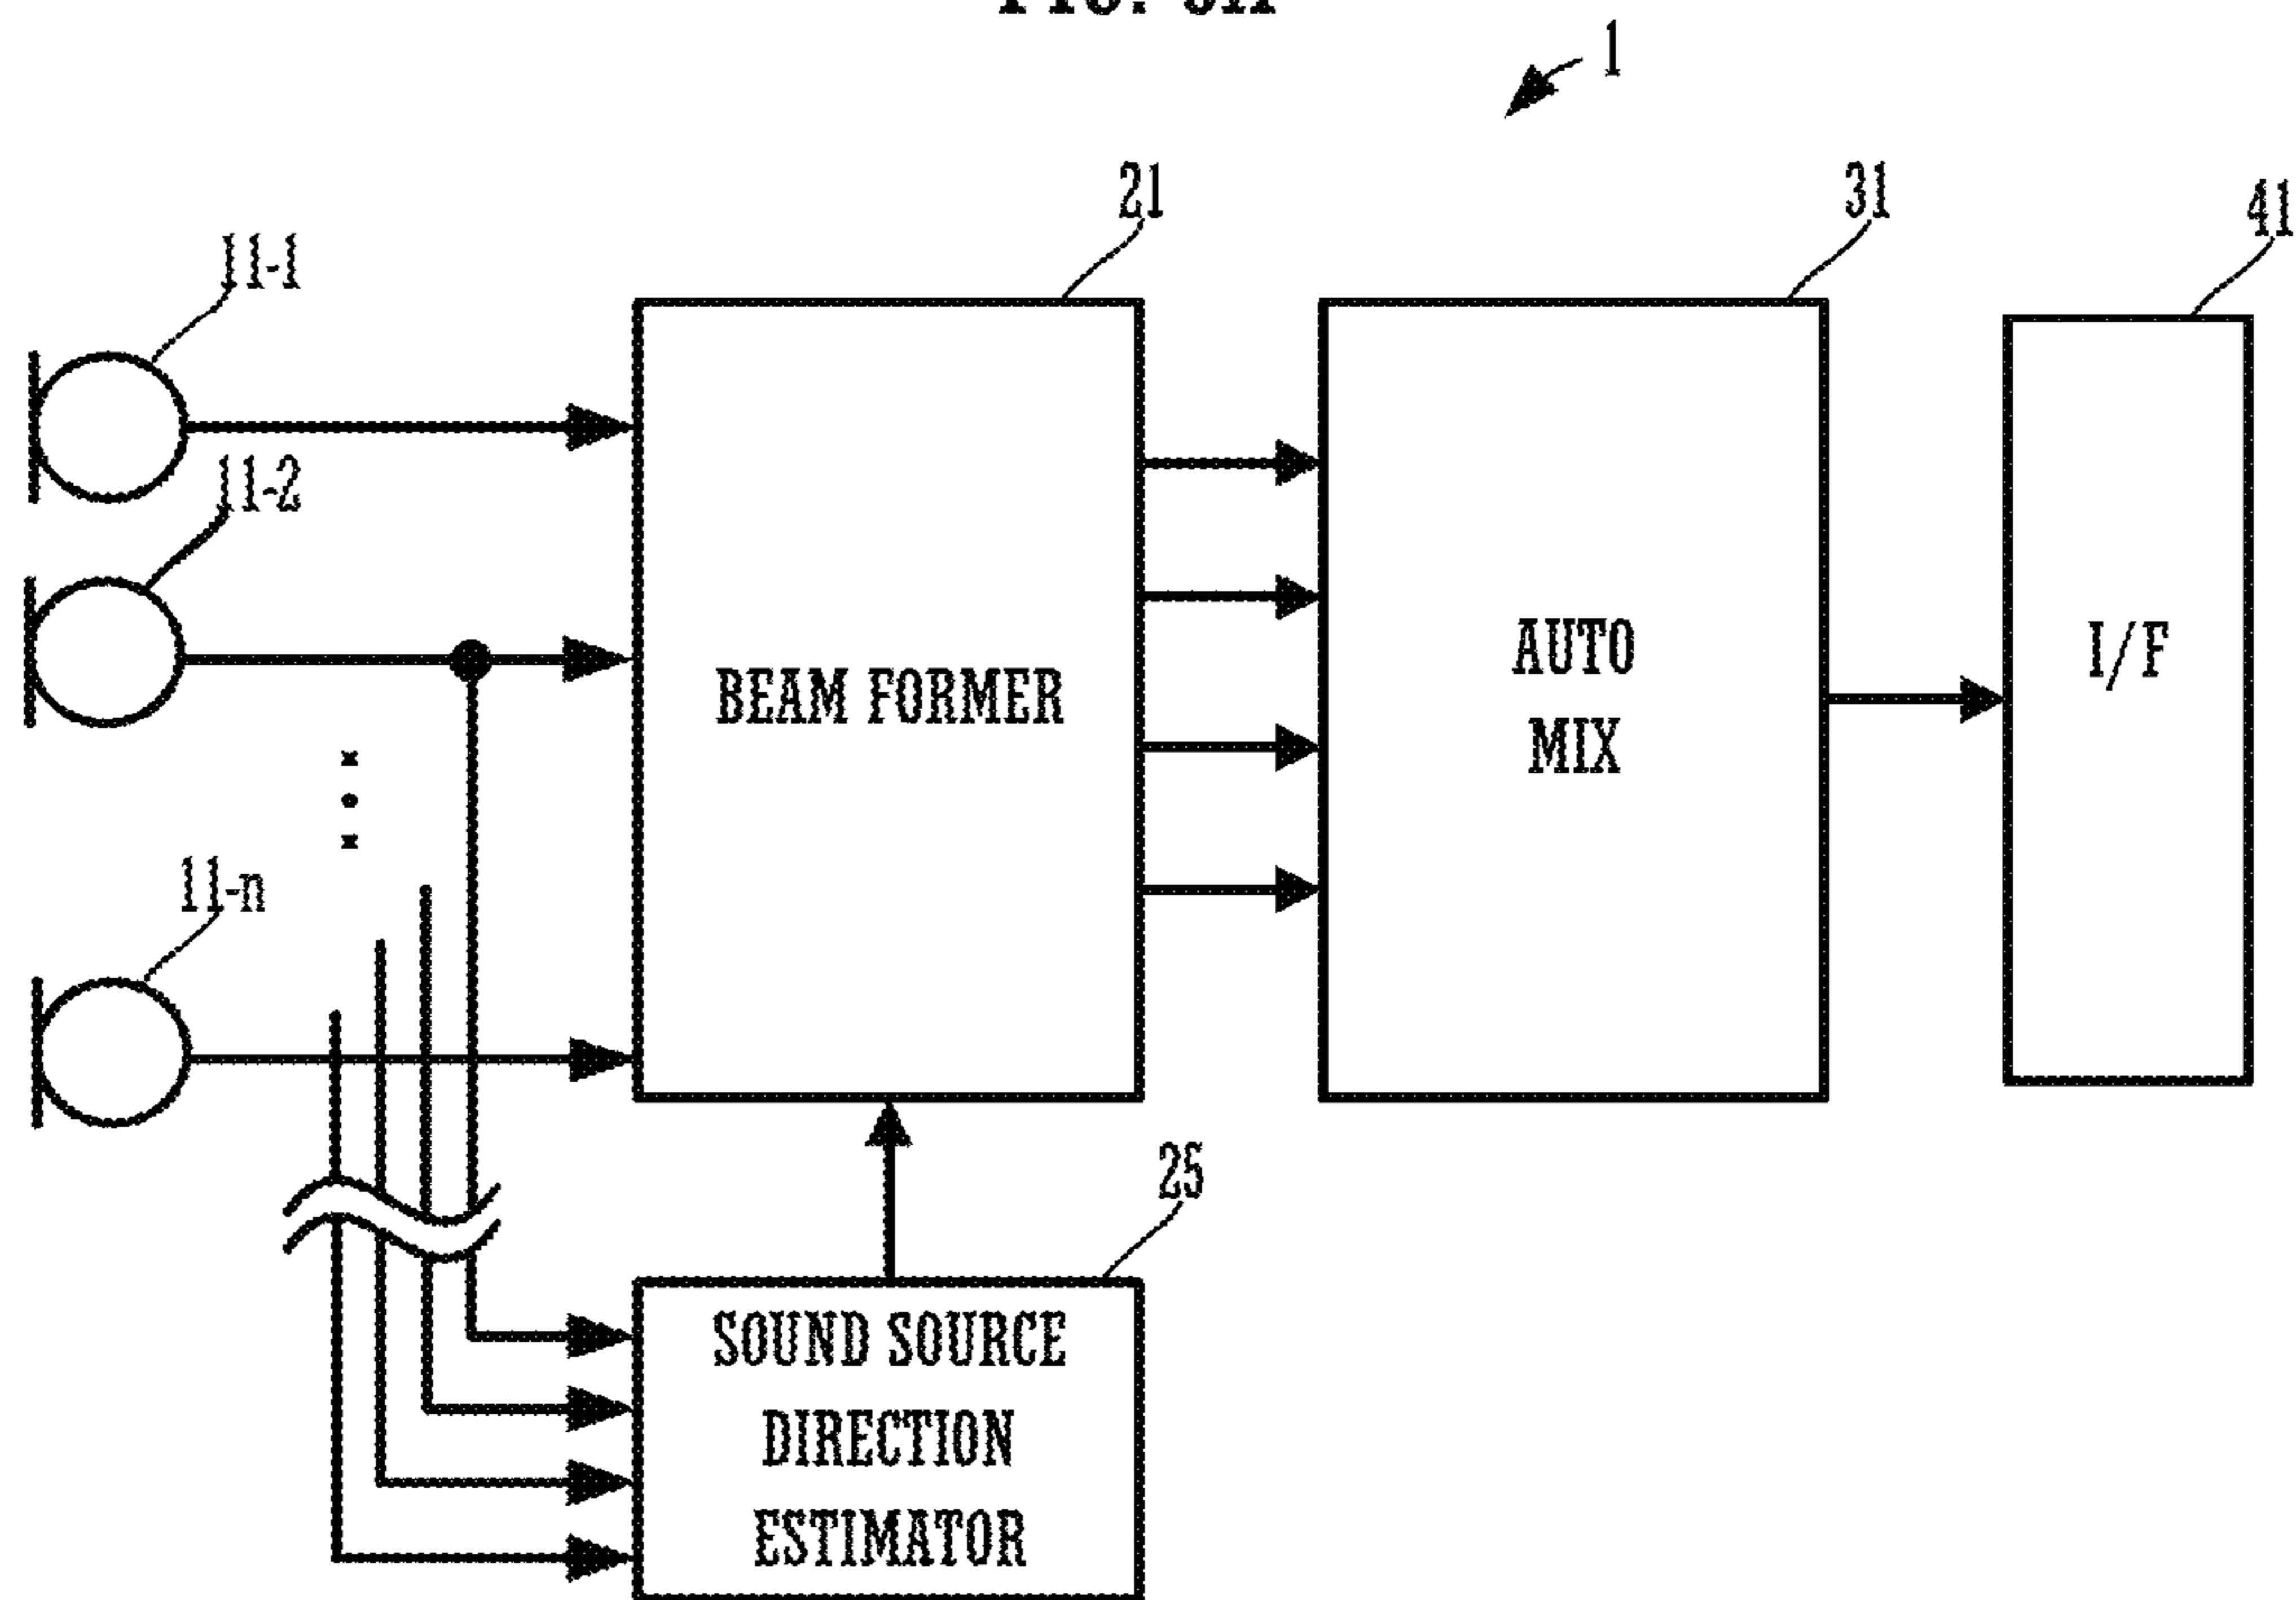 1
21
31
41
11-1
11-2
BEAM FORMER
AUTO
MIX
I/F
11-n
25
SOUND SOURCE
DIRECTION
ESTIMATOR